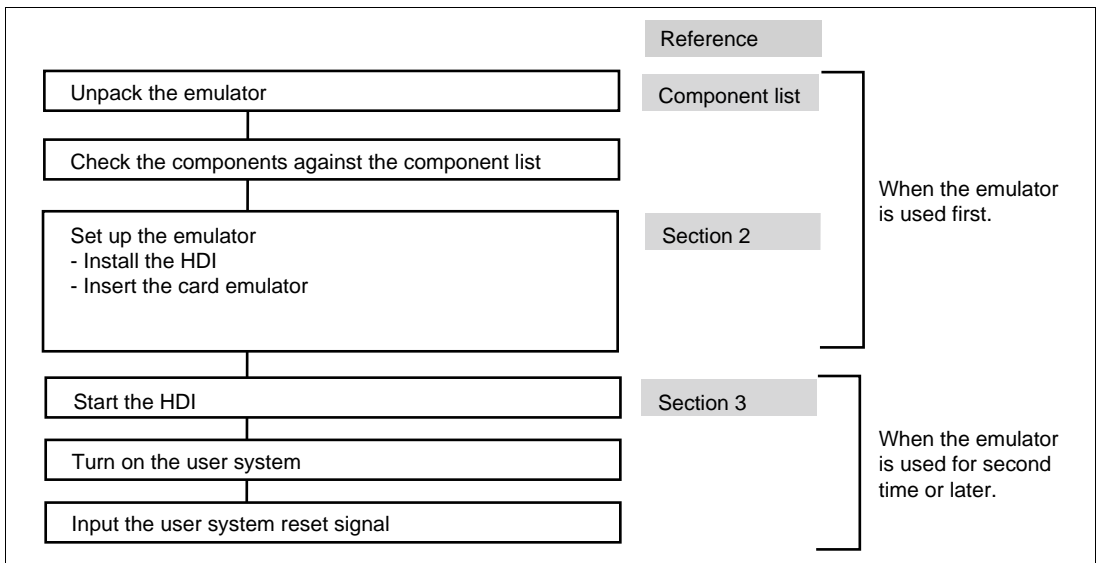 Reference
Unpack the emulator
Component list
Check the components against the component list
When the emulator
is used first.
Set up the emulator
- Install the HDI
- Insert the card emulator
Section 2
Start the HDI
Section 3
Turn on the user system
When the emulator
is used for second
time or later.
Input the user system reset signal